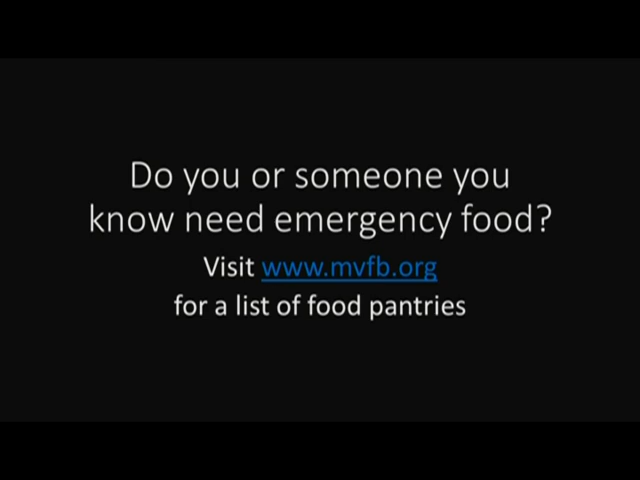 Do you or someone you
know need emergency food?
Visit www.mvfb.org
for a list of food pantries